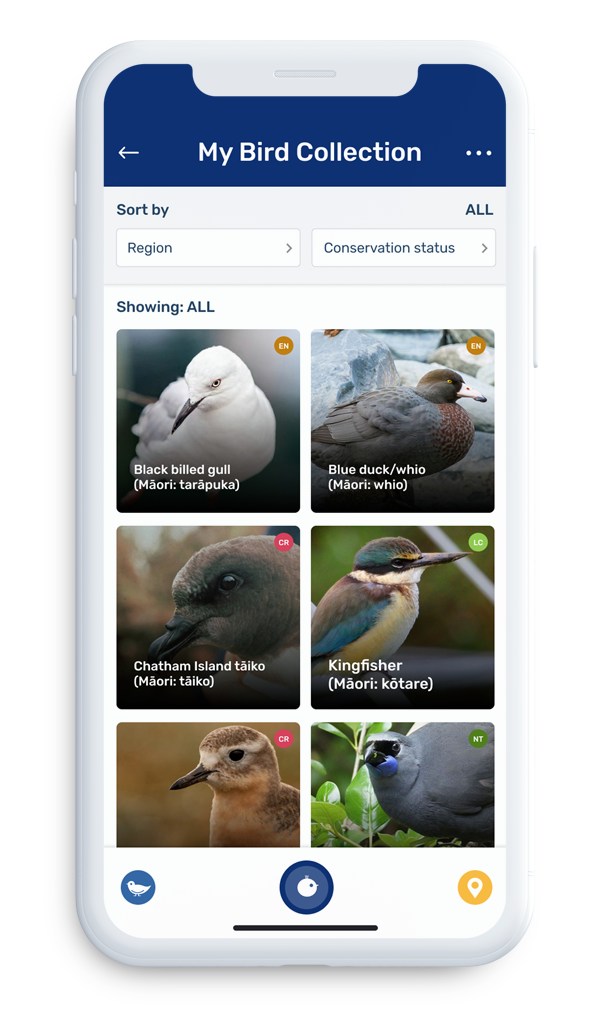 My Bird Collection
Sort by
ALL
Region
Conservation status
Showing: ALL
EN
Black billed gull
(Māori: tarāpuka)
EN
Blue duck/whio
(Māori: whio)
CR
Chatham Island tāiko
(Māori: tāiko)
LC
Kingfisher
(Māori: kōtare)
CR
NT